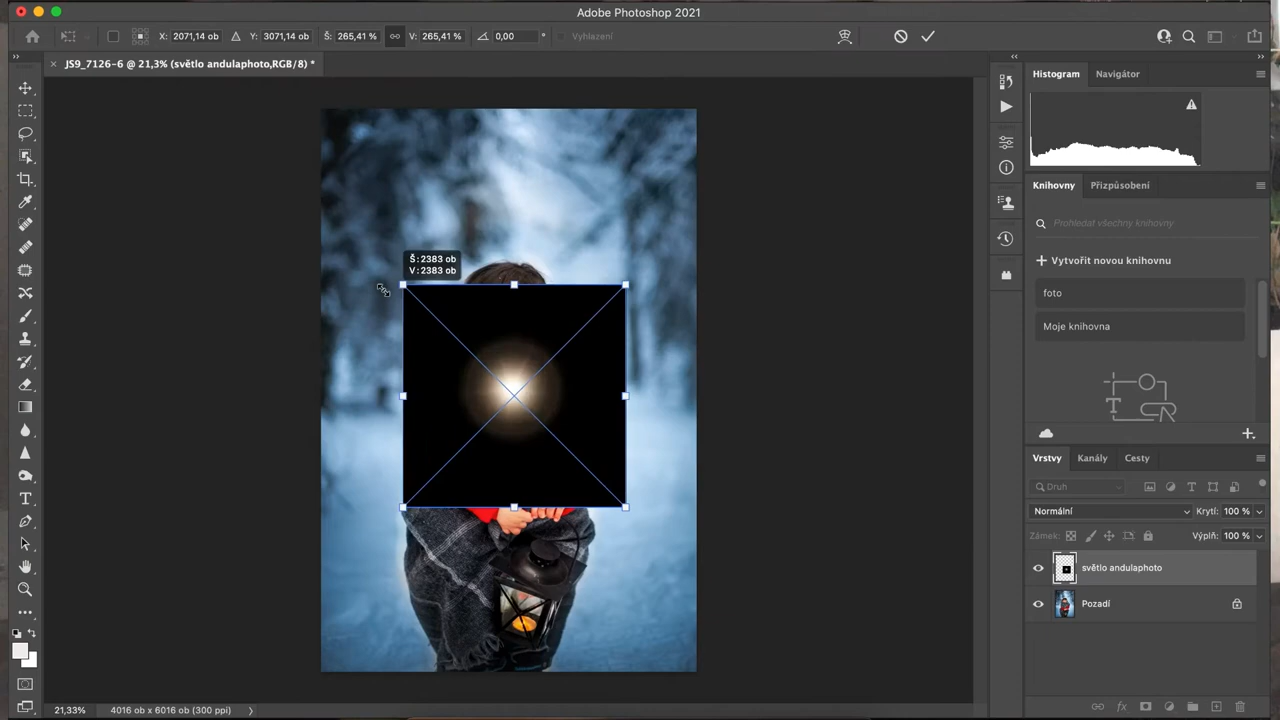 Adobe Photoshop 2021
X: 2071,14 ob Y: 3071,14 ob Š: 265,41 % V: 265,41 % 0,00 ° Vyhlazení
JS9_7126-6 @ 21,3% (světlo andulaphoto,RGB/8) *
Histogram Navigátor
Knihovny Přizpůsobení
Prohledat všechny knihovny
Vytvořit novou knihovnu
foto
Moje knihovna
Š: 2383 ob
V: 2383 ob
Vrstvy Kanály Cesty
Druh
Normální Krytí: 100 %
Zámek: Výplň: 100 %
světlo andulaphoto
Pozadí
21,33% 4016 ob x 6016 ob (300 ppi)